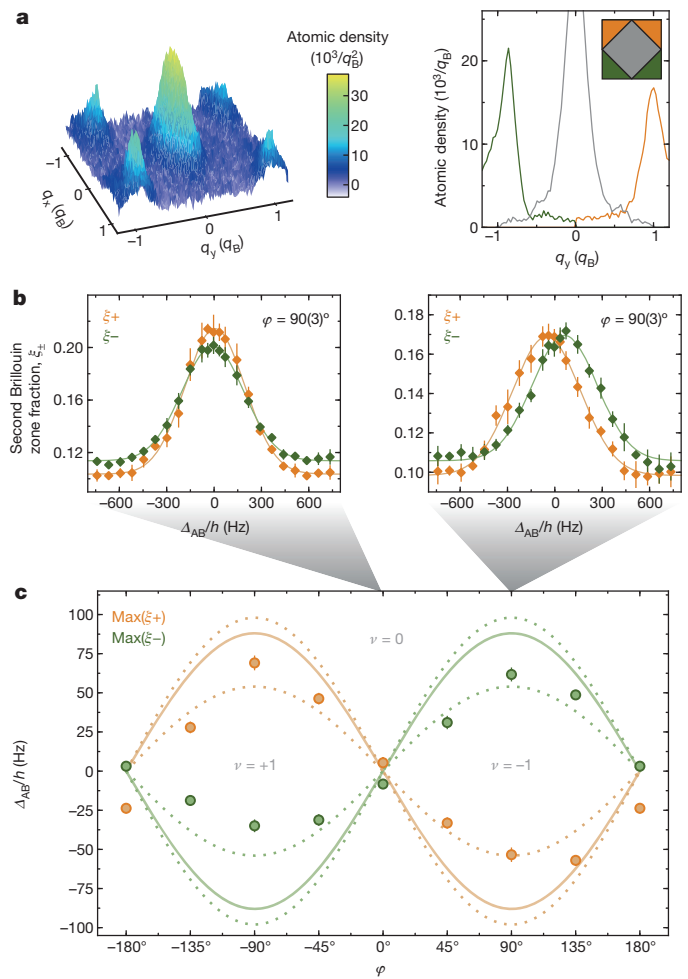 a
Atomic density
(10³/q_B²)
30
20
10
0
−1
0
1
q_x (q_B)
−1
0
1
q_y (q_B)
Atomic density (10³/q_B)
20
10
0
−1
0
1
q_y (q_B)
b
Second Brillouin
zone fraction, ξ±
ξ+
ξ−
φ = 90(3)°
0.20
0.16
0.12
−600 −300 0 300 600
Δ_AB/h (Hz)
ξ+
ξ−
φ = 90(3)°
0.18
0.16
0.14
0.12
0.10
−600 −300 0 300 600
Δ_AB/h (Hz)
c
Max(ξ+)
Max(ξ−)
ν = 0
ν = +1
ν = −1
Δ_AB/h (Hz)
100
75
50
25
0
−25
−50
−75
−100
−180° −135° −90° −45° 0° 45° 90° 135° 180°
φ